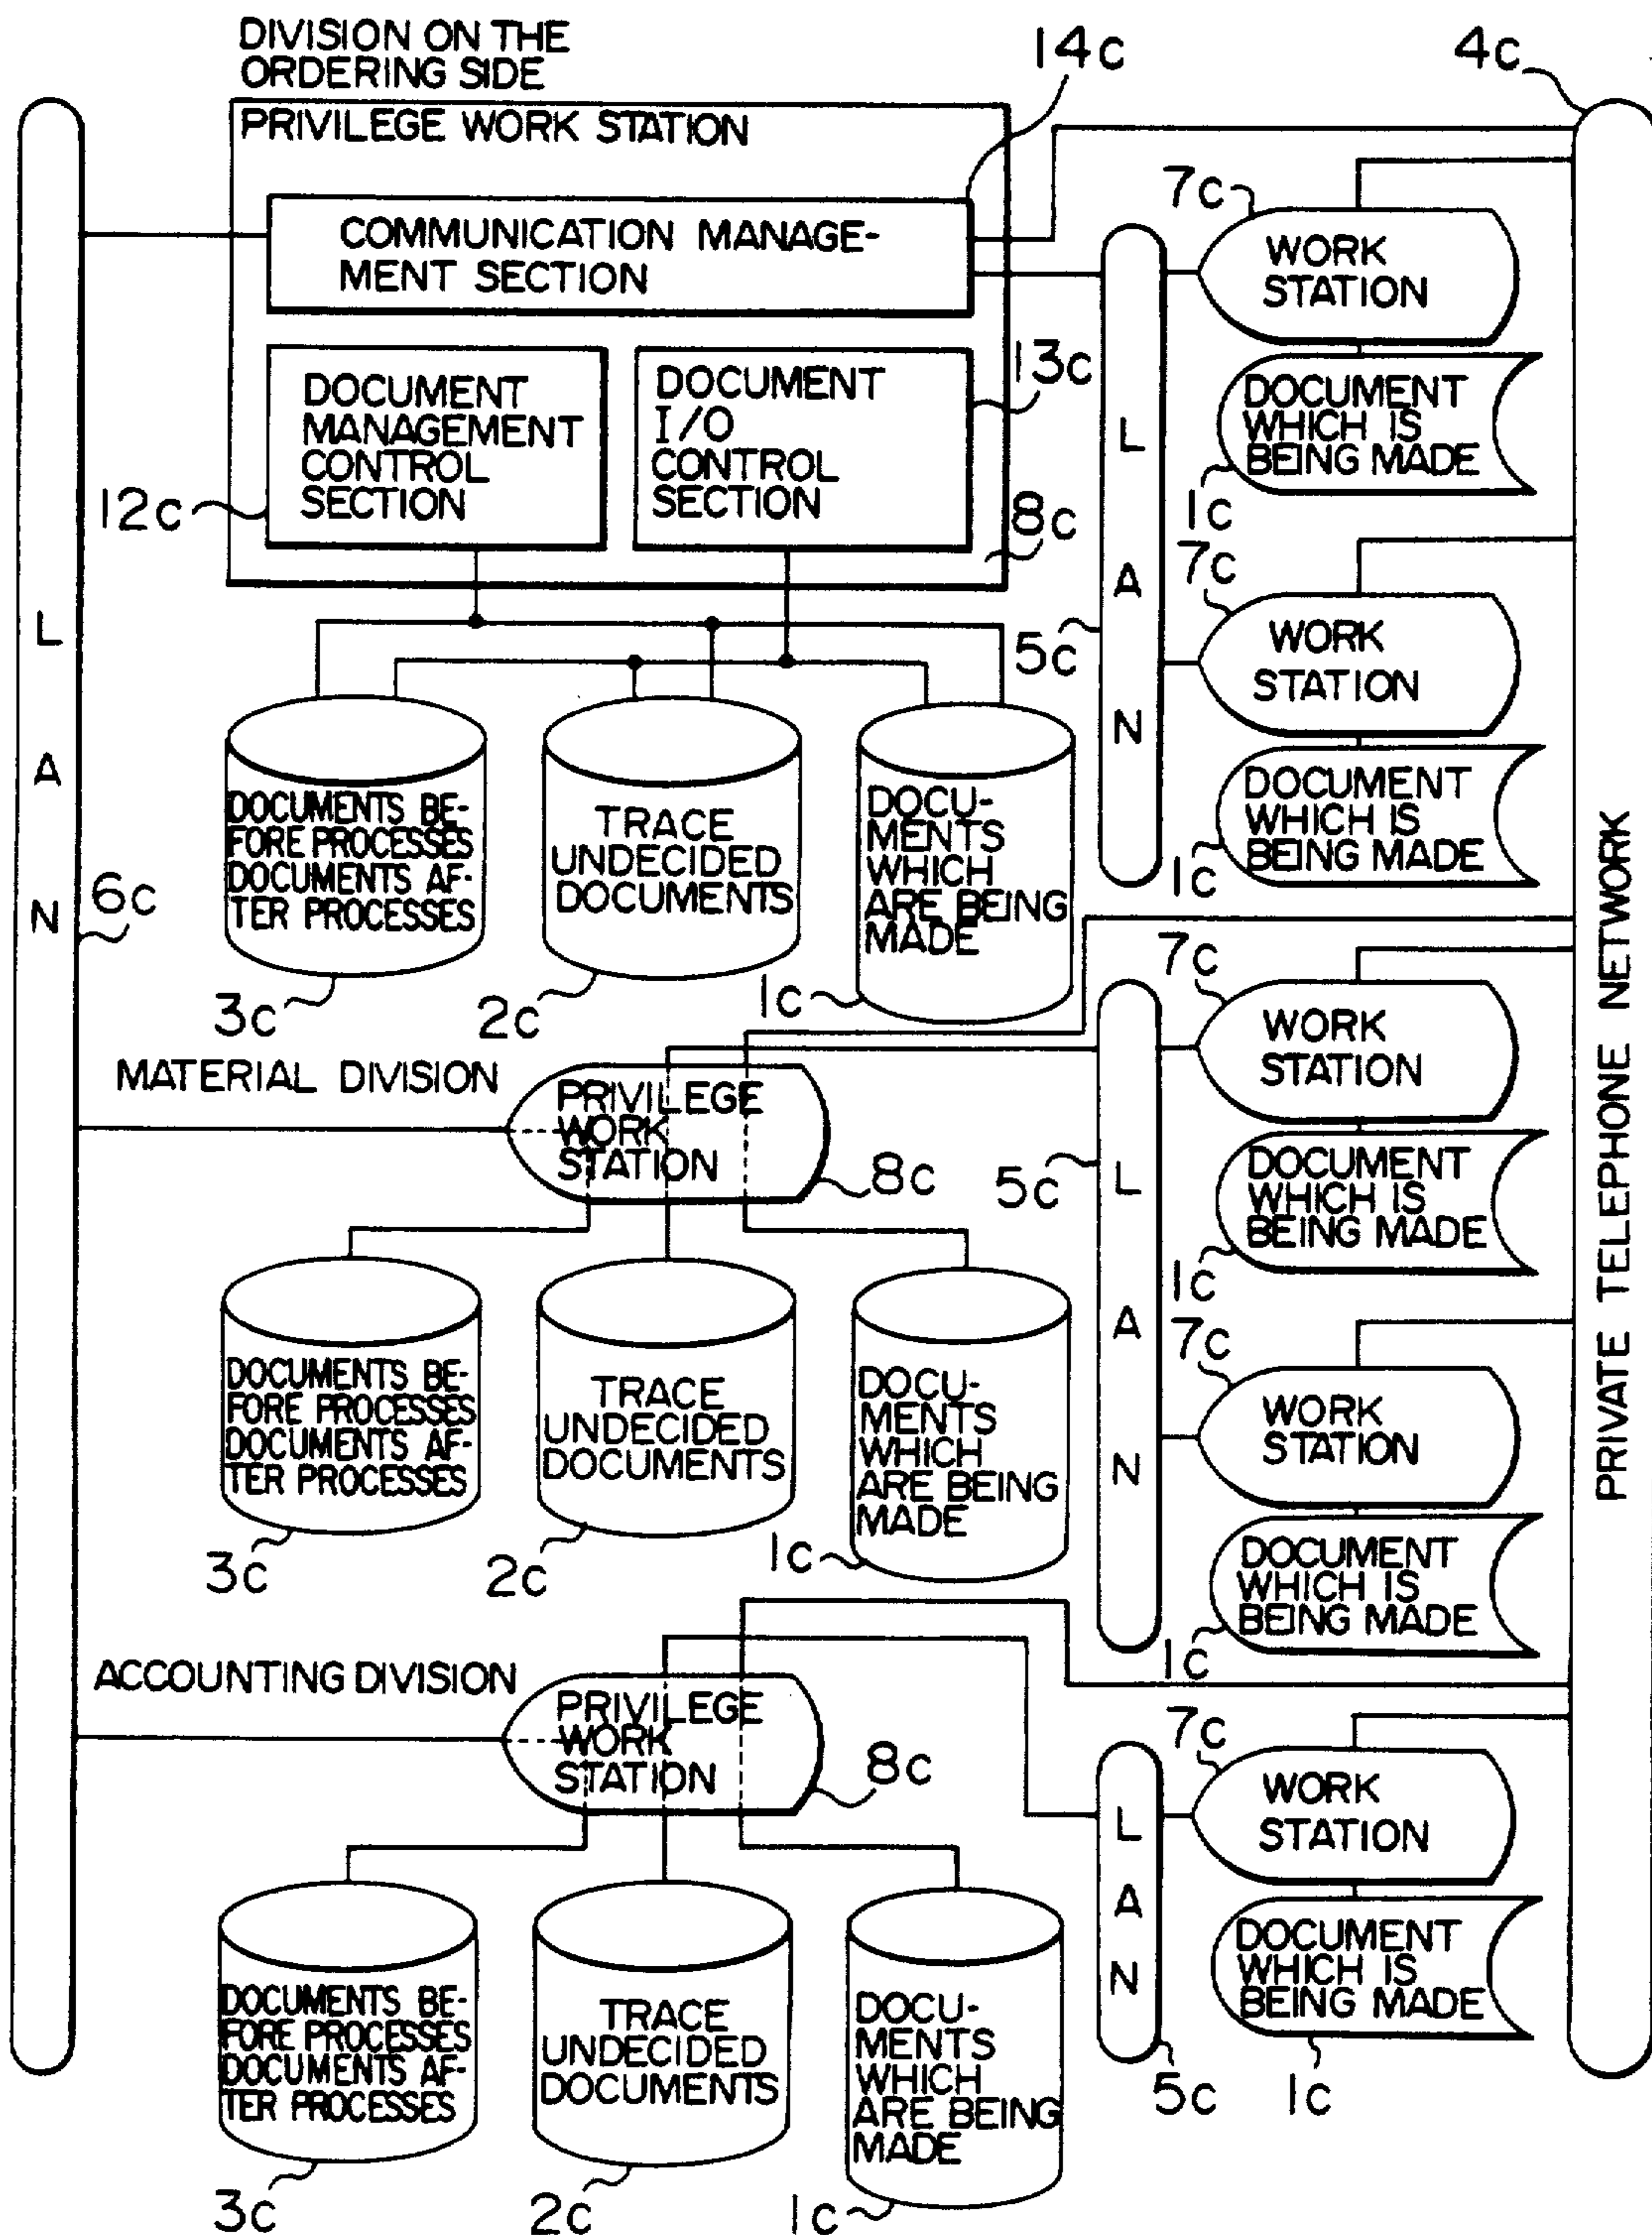 DIVISION ON THE
ORDERING SIDE
14c
4c
PRIVILEGE WORK STATION
COMMUNICATION MANAGE-
MENT SECTION
7c
WORK
STATION
DOCUMENT
MANAGEMENT
CONTROL
SECTION
12c
DOCUMENT
I/O
CONTROL
SECTION
13c
8c
DOCUMENT
WHICH IS
BEING MADE
1c
7c
WORK
STATION
DOCUMENT
WHICH IS
BEING MADE
1c
LAN
5c
LAN
6c
DOCUMENTS BE-
FORE PROCESSES
DOCUMENTS AF-
TER PROCESSES
3c
TRACE
UNDECIDED
DOCUMENTS
2c
DOCU-
MENTS
WHICH
ARE BEING
MADE
1c
PRIVATE TELEPHONE NETWORK
MATERIAL DIVISION
PRIVILEGE
WORK
STATION
8c
5c
LAN
7c
WORK
STATION
DOCUMENT
WHICH IS
BEING MADE
1c
7c
WORK
STATION
DOCUMENT
WHICH IS
BEING MADE
1c
DOCUMENTS BE-
FORE PROCESSES
DOCUMENTS AF-
TER PROCESSES
3c
TRACE
UNDECIDED
DOCUMENTS
2c
DOCU-
MENTS
WHICH
ARE BEING
MADE
1c
ACCOUNTING DIVISION
PRIVILEGE
WORK
STATION
8c
LAN
5c
7c
WORK
STATION
DOCUMENT
WHICH IS
BEING MADE
1c
DOCUMENTS BE-
FORE PROCESSES
DOCUMENTS AF-
TER PROCESSES
3c
TRACE
UNDECIDED
DOCUMENTS
2c
DOCU-
MENTS
WHICH
ARE BEING
MADE
1c